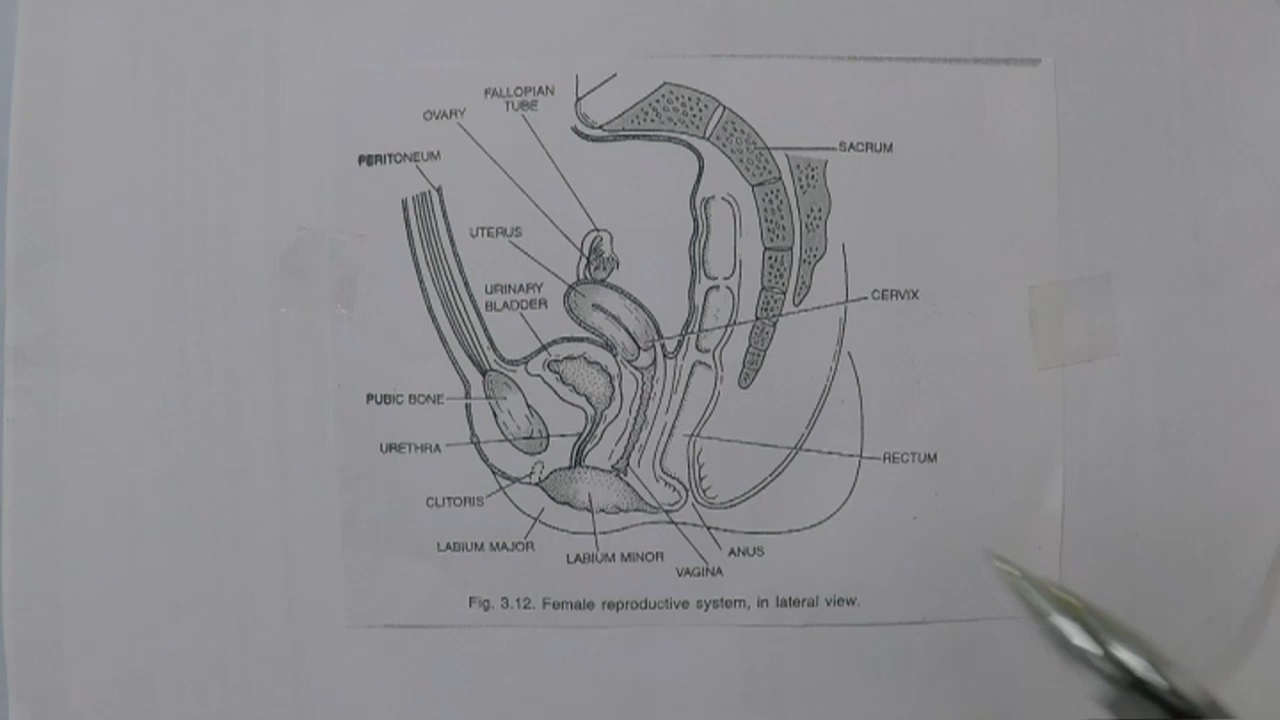 FALLOPIAN
TUBE
OVARY
PERITONEUM
SACRUM
UTERUS
URINARY
BLADDER
CERVIX
PUBIC BONE
URETHRA
RECTUM
CLITORIS
LABIUM MAJOR
LABIUM MINOR
ANUS
VAGINA
Fig. 3.12. Female reproductive system, in lateral view.